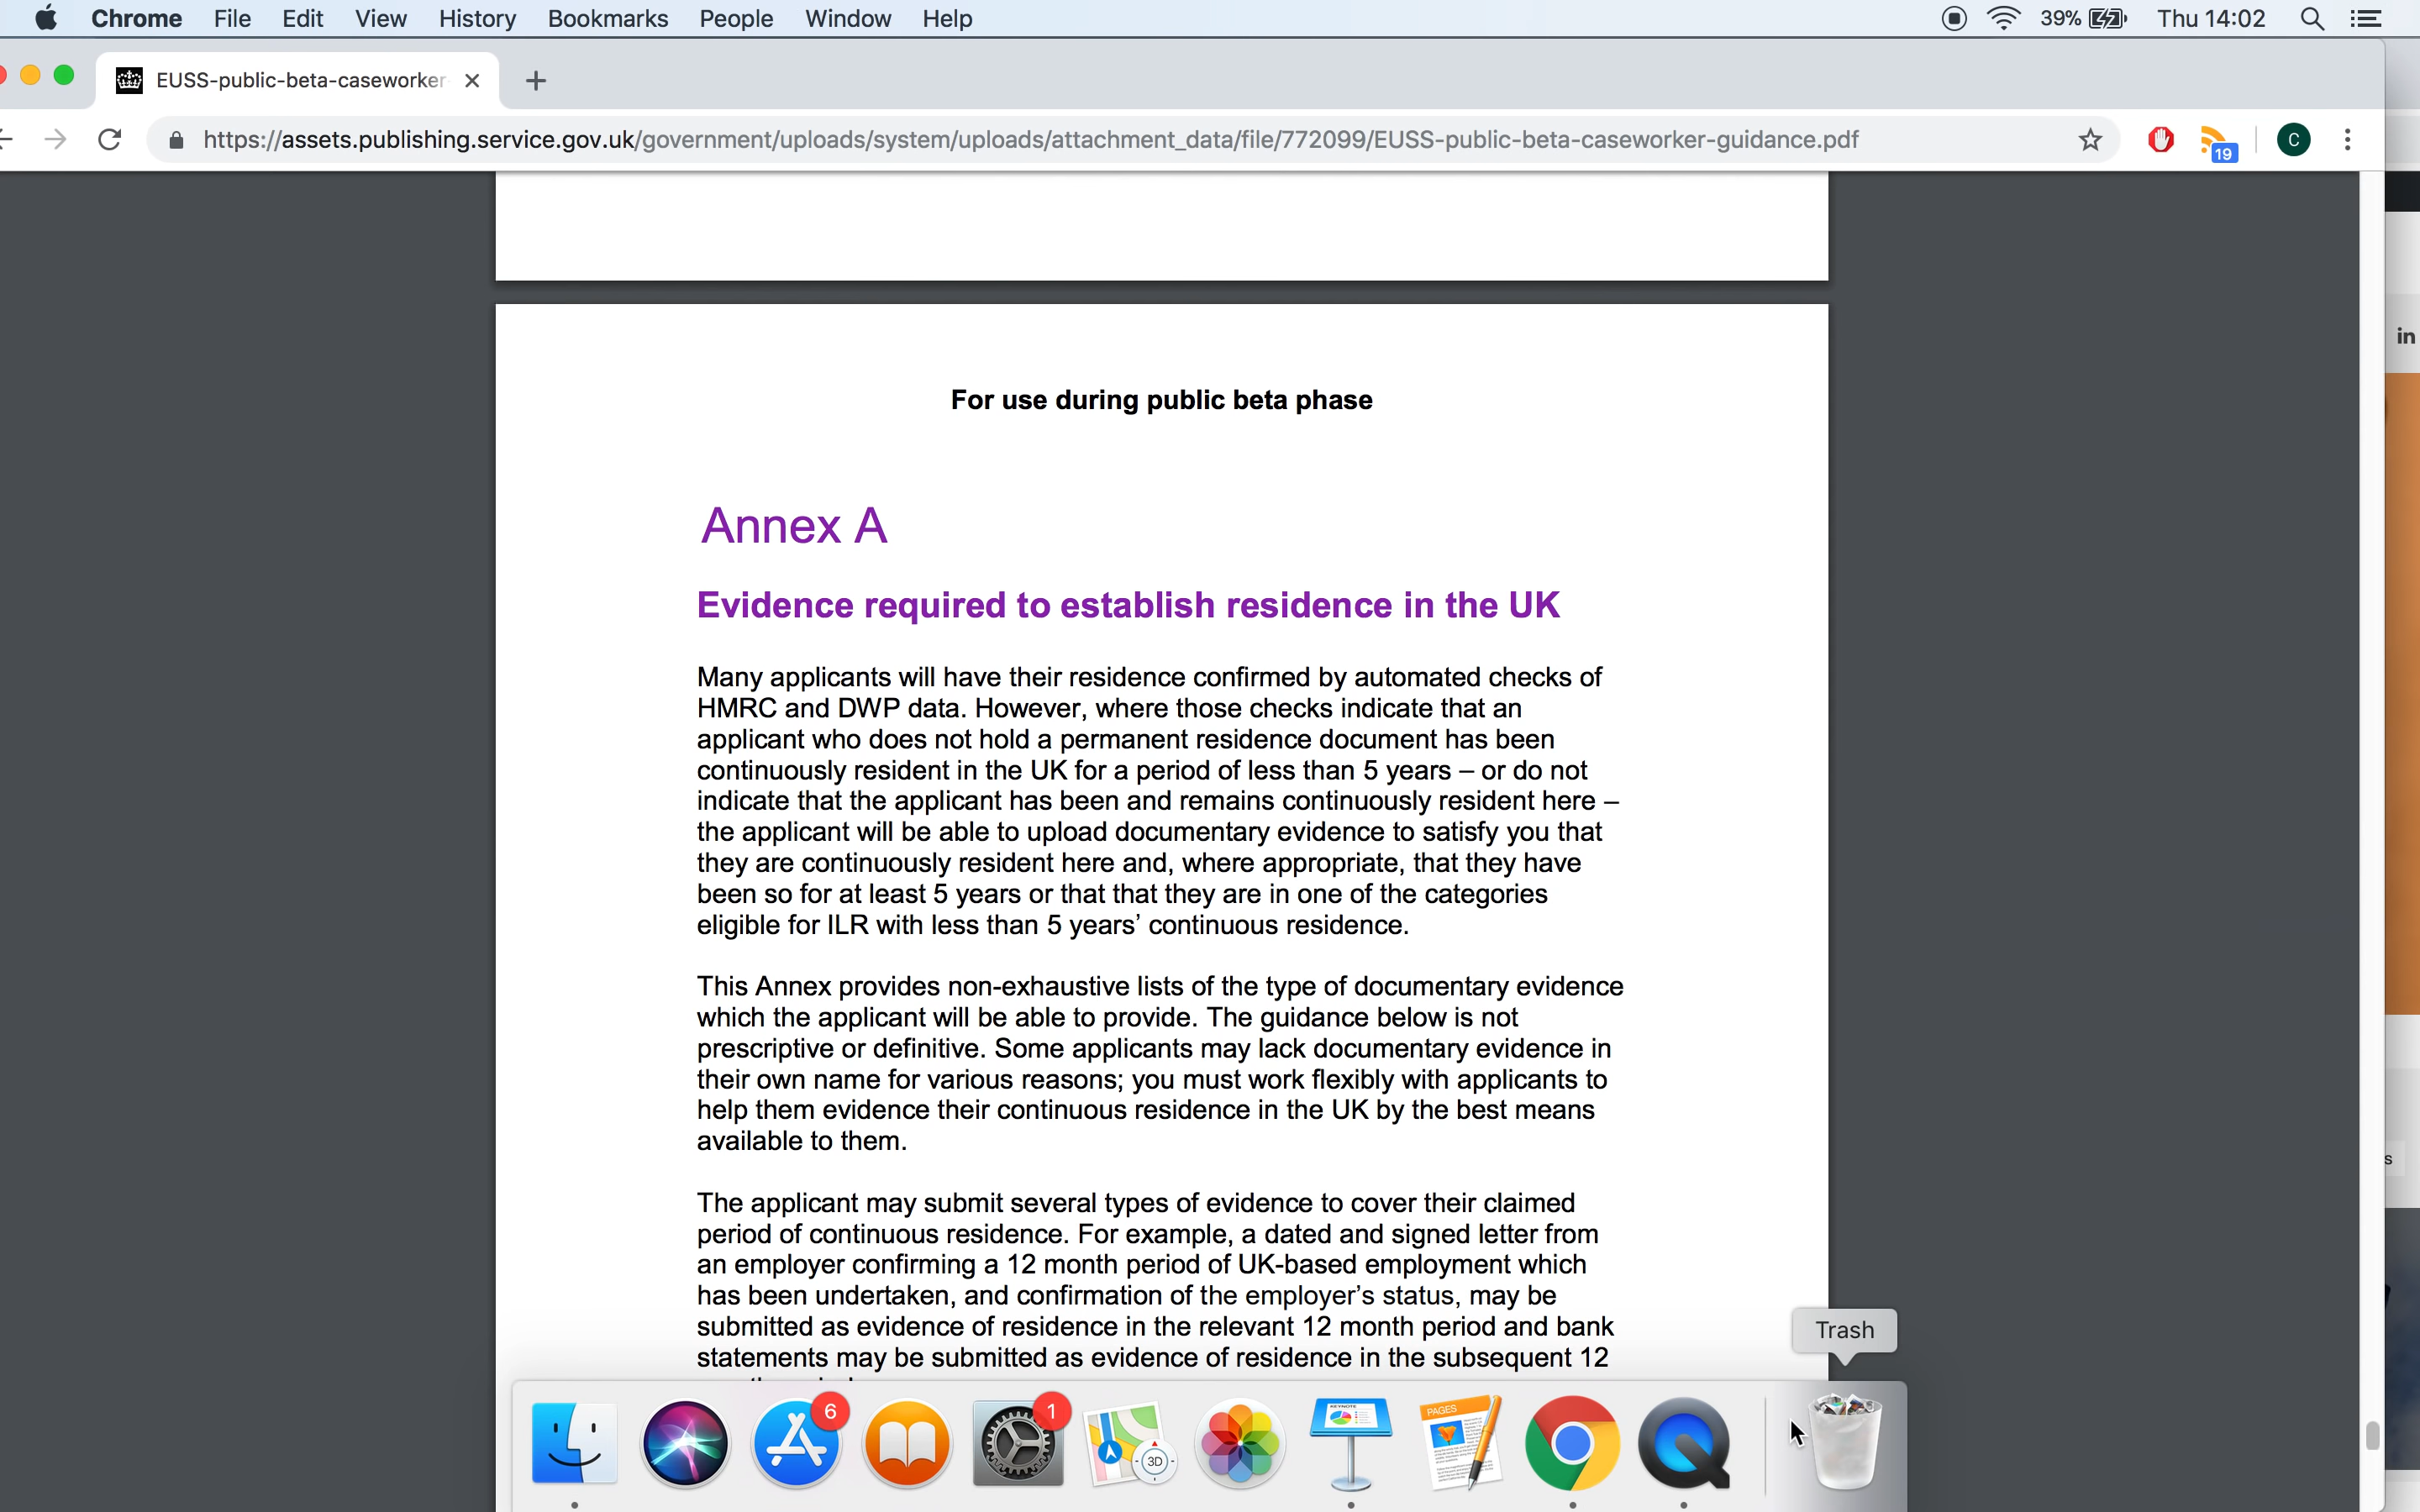 Chrome File Edit View History Bookmarks People Window Help 39% Thu 14:02
EUSS-public-beta-caseworker-
https://assets.publishing.service.gov.uk/government/uploads/system/uploads/attachment_data/file/772099/EUSS-public-beta-caseworker-guidance.pdf 19 C
in
For use during public beta phase
Annex A
Evidence required to establish residence in the UK
Many applicants will have their residence confirmed by automated checks of
HMRC and DWP data. However, where those checks indicate that an
applicant who does not hold a permanent residence document has been
continuously resident in the UK for a period of less than 5 years – or do not
indicate that the applicant has been and remains continuously resident here –
the applicant will be able to upload documentary evidence to satisfy you that
they are continuously resident here and, where appropriate, that they have
been so for at least 5 years or that that they are in one of the categories
eligible for ILR with less than 5 years’ continuous residence.
This Annex provides non-exhaustive lists of the type of documentary evidence
which the applicant will be able to provide. The guidance below is not
prescriptive or definitive. Some applicants may lack documentary evidence in
their own name for various reasons; you must work flexibly with applicants to
help them evidence their continuous residence in the UK by the best means
available to them.
s
The applicant may submit several types of evidence to cover their claimed
period of continuous residence. For example, a dated and signed letter from
an employer confirming a 12 month period of UK-based employment which
has been undertaken, and confirmation of the employer’s status, may be
submitted as evidence of residence in the relevant 12 month period and bank
statements may be submitted as evidence of residence in the subsequent 12
Trash
6
1
PAGES
KEYNOTE
3D